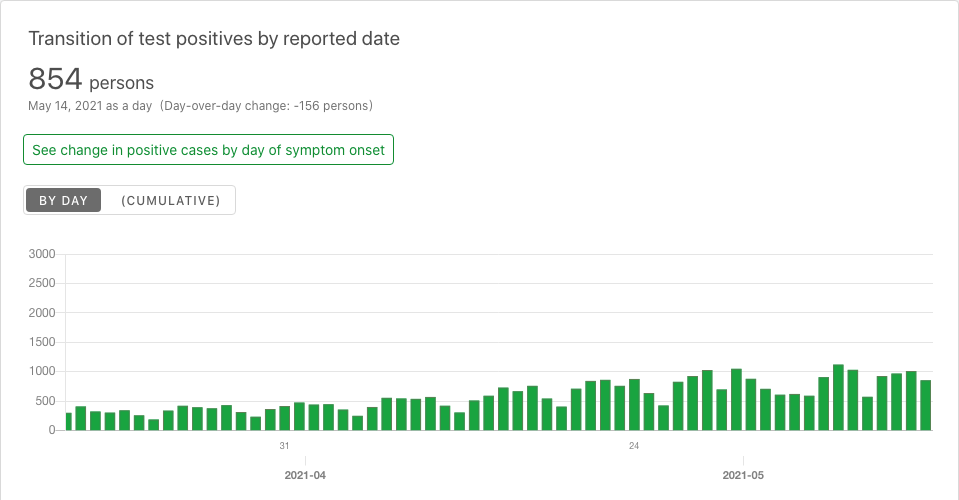 Transition of test positives by reported date
854 persons
May 14, 2021 as a day (Day-over-day change: -156 persons)
See change in positive cases by day of symptom onset
BY DAY (CUMULATIVE)
3000
2500
2000
1500
1000
500
0
31 24
2021-04 2021-05